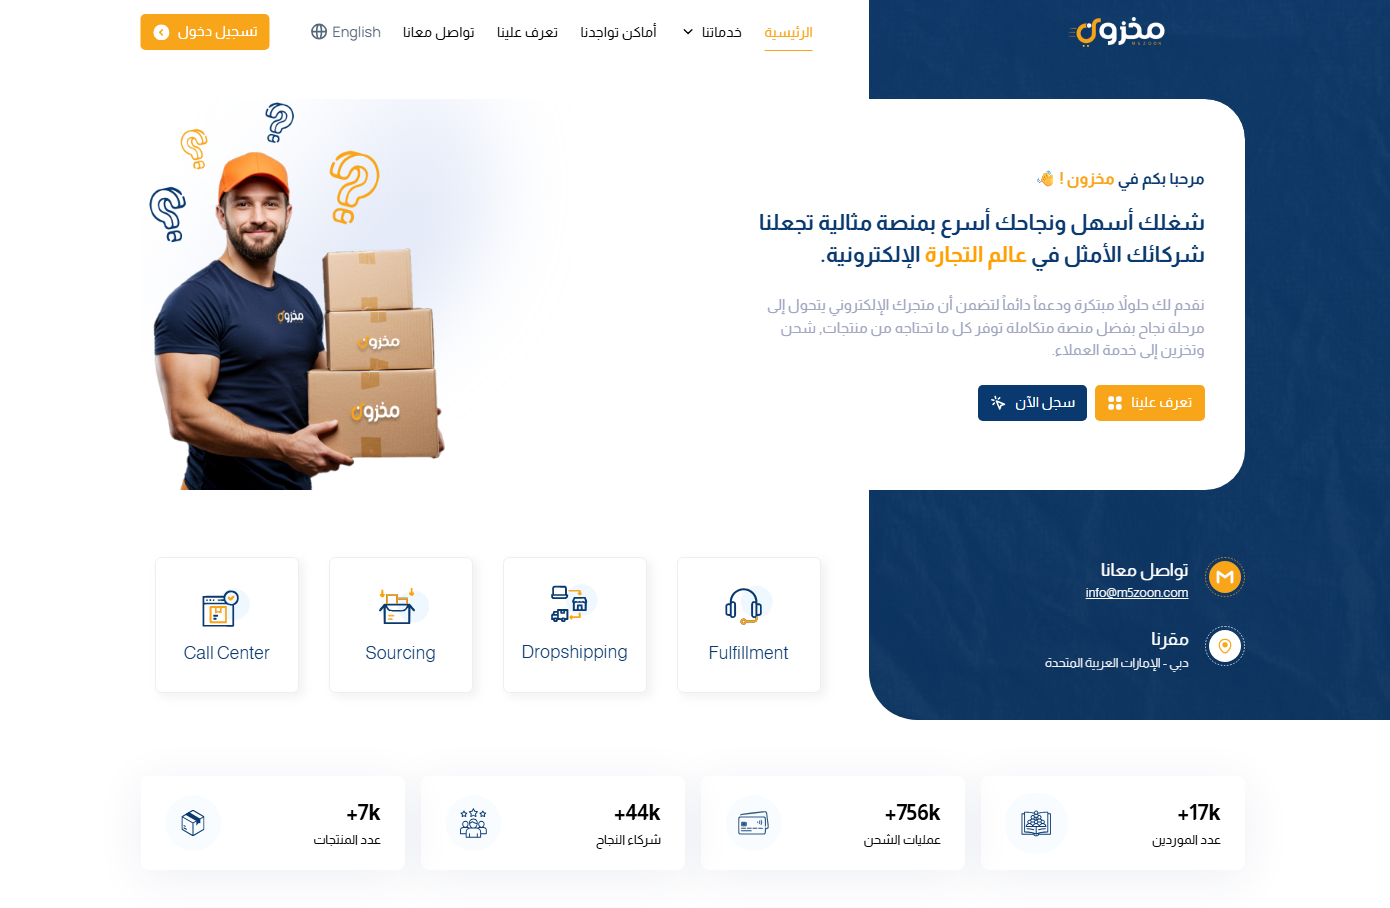 مخزون
MEZOON
الرئيسية
خدماتنا
أماكن تواجدنا
تعرف علينا
تواصل معانا
English
تسجيل دخول
مرحبا بكم في مخزون !
شغلك أسهل ونجاحك أسرع بمنصة مثالية تجعلنا
شركائك الأمثل في عالم التجارة الإلكترونية.
نقدم لك حلولاً مبتكرة ودعماً دائماً لتضمن أن متجرك الإلكتروني يتحول إلى
مرحلة نجاح بفضل منصة متكاملة توفر كل ما تحتاجه من منتجات, شحن
وتخزين إلى خدمة العملاء.
تعرف علينا
سجل الآن
مخزون
مخزون
مخزون
تواصل معانا
info@m5zoon.com
مقرنا
دبي - الإمارات العربية المتحدة
Fulfillment
Dropshipping
Sourcing
Call Center
+17k
عدد الموردين
+756k
عمليات الشحن
+44k
شركاء النجاح
+7k
عدد المنتجات